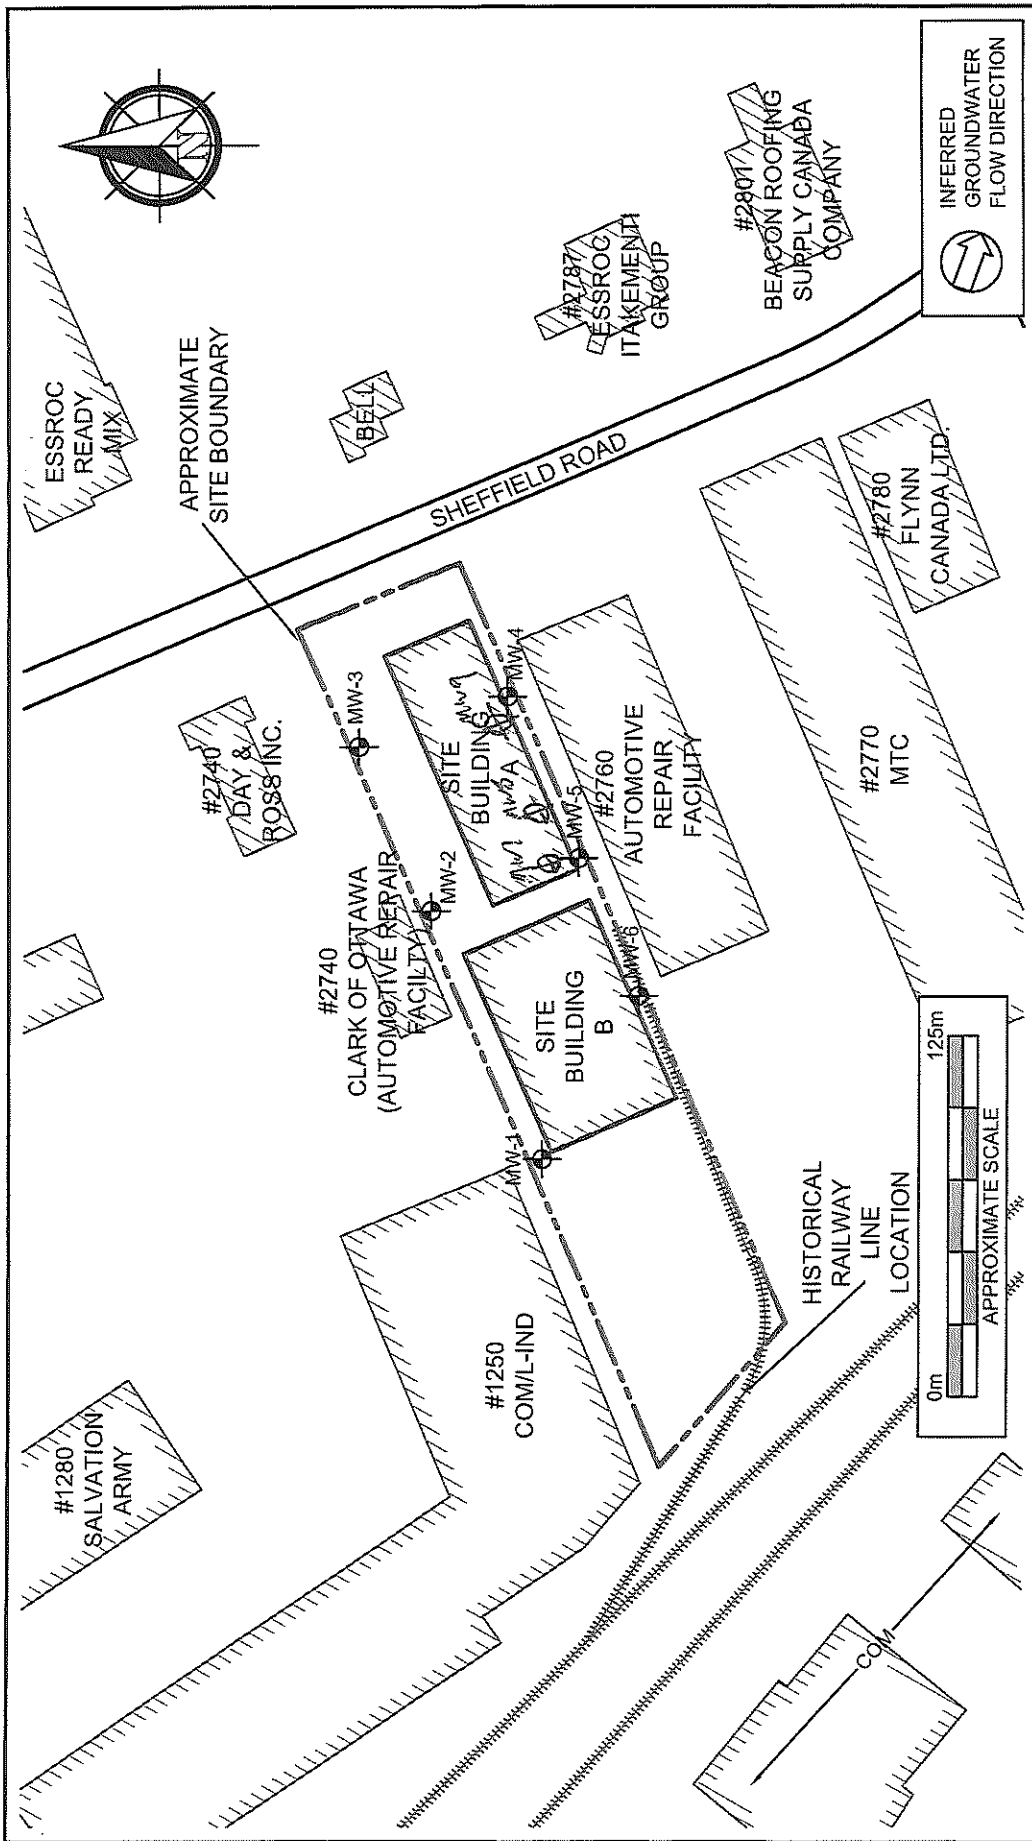 #1280
SALVATION
ARMY
#1250
COM/L-IND
#2740
CLARK OF OTTAWA
(AUTOMOTIVE REPAIR
FACILTY)
#2740
DAY &
ROSS INC.
ESSROC
READY
MIX
APPROXIMATE
SITE BOUNDARY
N
BELL
SHEFFIELD ROAD
#2787
ESSROC
ITAKEMENTI
GROUP
#2801
BEACON ROOFING
SUPPLY CANADA
COMPANY
MW-1
MW-2
MW-3
MW-4
MW-5
MW-6
SITE
BUILDING
A
SITE
BUILDING
B
#2760
AUTOMOTIVE
REPAIR
FACILITY
#2770
MTC
#2780
FLYNN
CANADA LTD.
HISTORICAL
RAILWAY
LINE
LOCATION
COM
0m
125m
APPROXIMATE SCALE
INFERRED
GROUNDWATER
FLOW DIRECTION